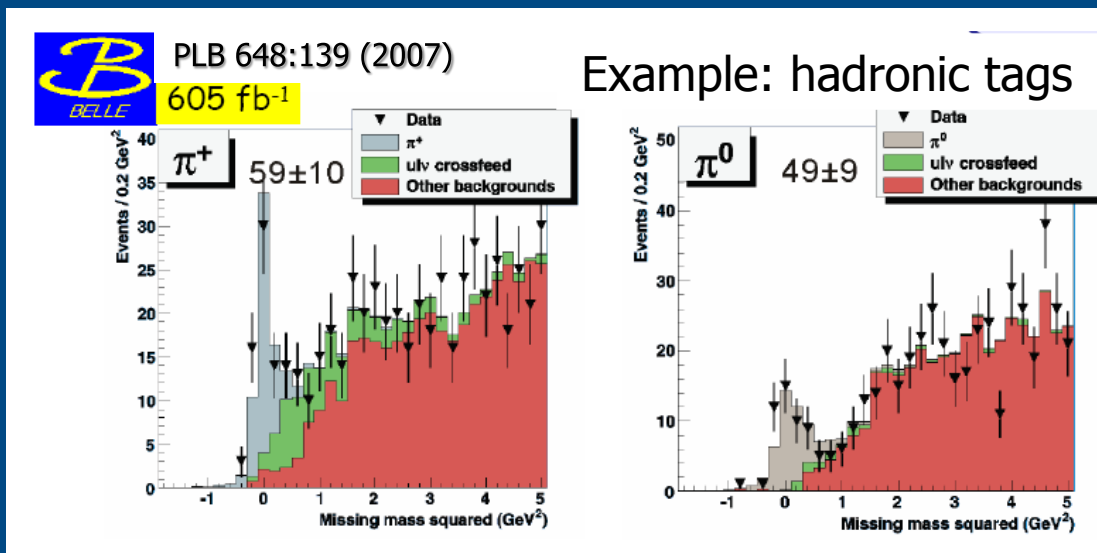 BELLE
PLB 648:139 (2007)
605 fb-1
Example: hadronic tags
π+
59±10
Data
π+
ulν crossfeed
Other backgrounds
Events / 0.2 GeV2
40
35
30
25
20
15
10
5
0
-1 0 1 2 3 4 5
Missing mass squared (GeV2)
π0
49±9
Data
π0
ulν crossfeed
Other backgrounds
Events / 0.2 GeV2
50
40
30
20
10
0
-1 0 1 2 3 4 5
Missing mass squared (GeV2)